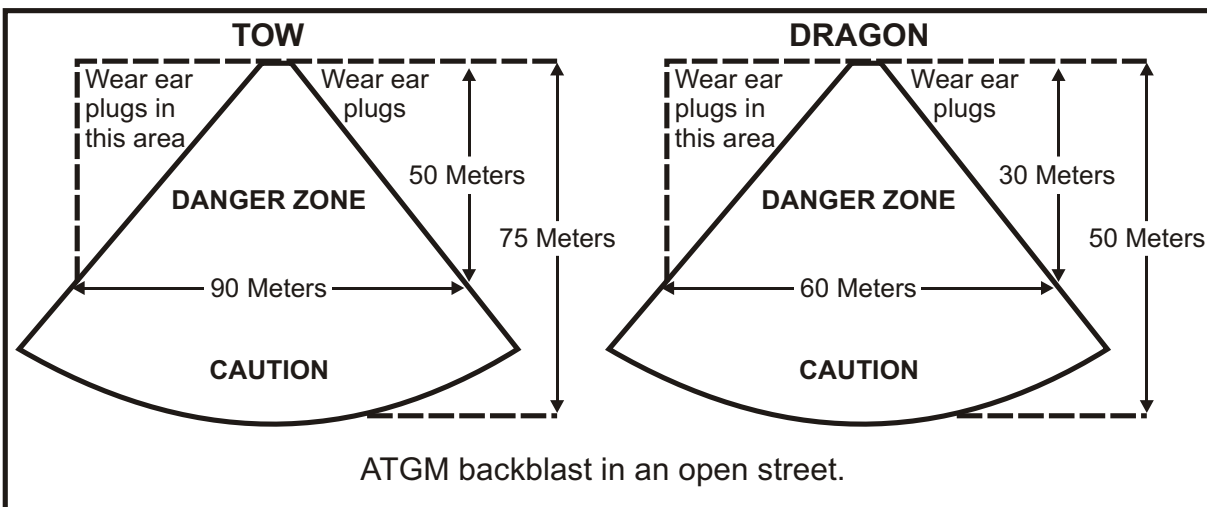 TOW
Wear ear
plugs in
this area
Wear ear
plugs
50 Meters
DANGER ZONE
75 Meters
90 Meters
CAUTION
DRAGON
Wear ear
plugs in
this area
Wear ear
plugs
30 Meters
DANGER ZONE
50 Meters
60 Meters
CAUTION
ATGM backblast in an open street.